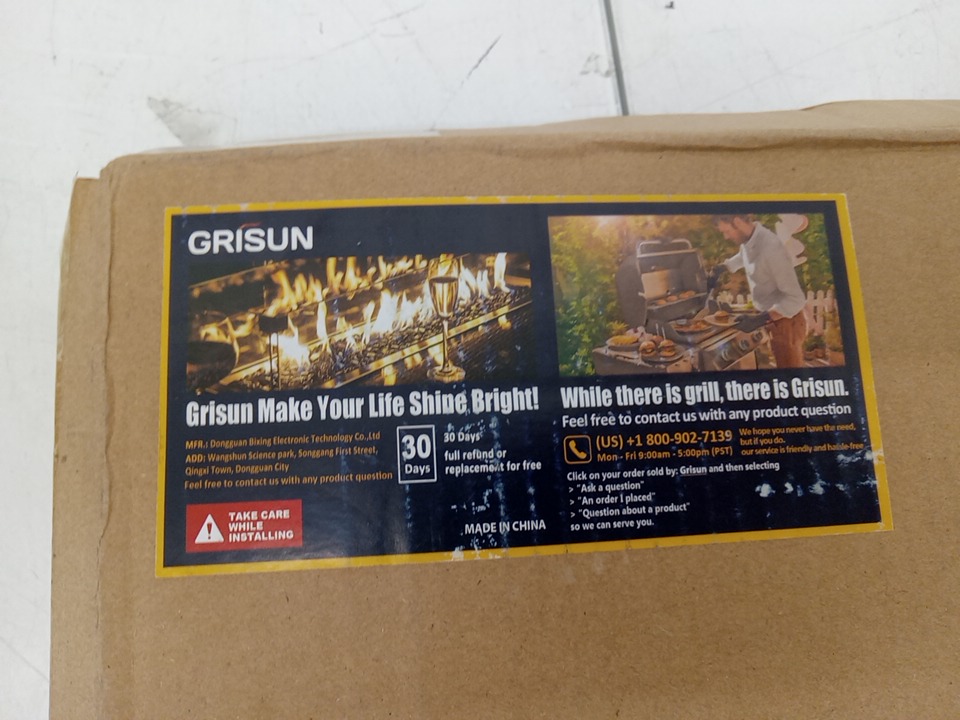 GRISUN
Grisun Make Your Life Shine Bright!
MFR.: Dongguan Bixing Electronic Technology Co.,Ltd
ADD: Wangshun Science park, Songgang First Street,
Qingxi Town, Dongguan City
Feel free to contact us with any product question
30
Days
30 Days
full refund or
replacement for free
TAKE CARE
WHILE
INSTALLING
MADE IN CHINA
While there is grill, there is Grisun.
Feel free to contact us with any product question
(US) +1 800-902-7139
Mon - Fri 9:00am - 5:00pm (PST)
We hope you never have the need,
but if you do.
our service is friendly and hassle-free
Click on your order sold by: Grisun and then selecting
> "Ask a question"
> "An order I placed"
> "Question about a product"
so we can serve you.